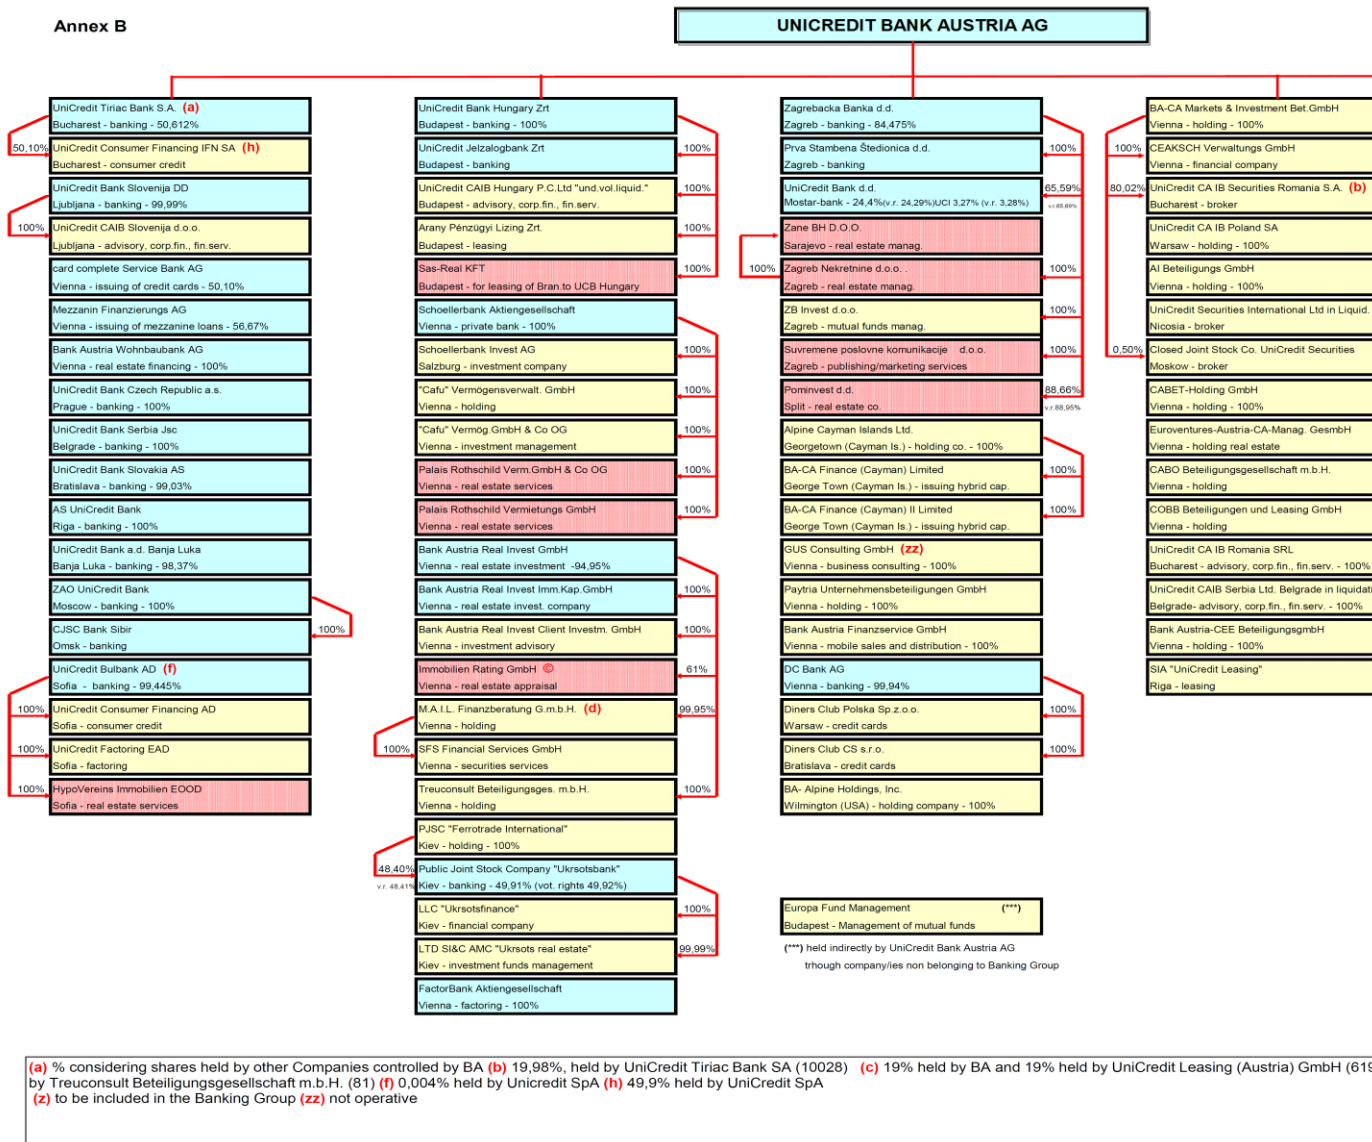 Annex B
UNICREDIT BANK AUSTRIA AG
UniCredit Tiriac Bank S.A. (a)
Bucharest - banking - 50,612%
50,10%
UniCredit Consumer Financing IFN SA (h)
Bucharest - consumer credit
UniCredit Bank Slovenija DD
Ljubljana - banking - 99,99%
100%
UniCredit CAIB Slovenija d.o.o.
Ljubljana - advisory, corp.fin., fin.serv.
card complete Service Bank AG
Vienna - issuing of credit cards - 50,10%
Mezzanin Finanzierungs AG
Vienna - issuing of mezzanine loans - 56,67%
Bank Austria Wohnbaubank AG
Vienna - real estate financing - 100%
UniCredit Bank Czech Republic a.s.
Prague - banking - 100%
UniCredit Bank Serbia Jsc
Belgrade - banking - 100%
UniCredit Bank Slovakia AS
Bratislava - banking - 99,03%
AS UniCredit Bank
Riga - banking - 100%
UniCredit Bank a.d. Banja Luka
Banja Luka - banking - 98,37%
ZAO UniCredit Bank
Moscow - banking - 100%
100%
CJSC Bank Sibir
Omsk - banking
UniCredit Bulbank AD (f)
Sofia - banking - 99,445%
100%
UniCredit Consumer Financing AD
Sofia - consumer credit
100%
UniCredit Factoring EAD
Sofia - factoring
100%
HypoVereins Immobilien EOOD
Sofia - real estate services
UniCredit Bank Hungary Zrt
Budapest - banking - 100%
UniCredit Jelzalogbank Zrt
Budapest - banking
100%
UniCredit CAIB Hungary P.C.Ltd "und.vol.liquid."
Budapest - advisory, corp.fin., fin.serv.
100%
Arany Pénzügyi Lizing Zrt.
Budapest - leasing
100%
Sas-Real KFT
Budapest - for leasing of Bran.to UCB Hungary
100%
Schoellerbank Aktiengesellschaft
Vienna - private bank - 100%
Schoellerbank Invest AG
Salzburg - investment company
100%
"Cafu" Vermögensverwalt. GmbH
Vienna - holding
100%
"Cafu" Vermög.GmbH & Co OG
Vienna - investment management
100%
Palais Rothschild Verm.GmbH & Co OG
Vienna - real estate services
100%
Palais Rothschild Vermietungs GmbH
Vienna - real estate services
100%
Bank Austria Real Invest GmbH
Vienna - real estate investment -94,95%
Bank Austria Real Invest Imm.Kap.GmbH
Vienna - real estate invest. company
100%
Bank Austria Real Invest Client Investm. GmbH
Vienna - investment advisory
100%
Immobilien Rating GmbH ©
Vienna - real estate appraisal
61%
M.A.I.L. Finanzberatung G.m.b.H. (d)
Vienna - holding
99,95%
100%
SFS Financial Services GmbH
Vienna - securities services
Treuconsult Beteiligungsges. m.b.H.
Vienna - holding
100%
PJSC "Ferrotrade International"
Kiev - holding - 100%
48,40%
v.r. 48,41%
Public Joint Stock Company "Ukrsotsbank"
Kiev - banking - 49,91% (vot. rights 49,92%)
LLC "Ukrsotsfinance"
Kiev - financial company
100%
LTD SI&C AMC "Ukrsots real estate"
Kiev - investment funds management
99,99%
FactorBank Aktiengesellschaft
Vienna - factoring - 100%
Zagrebacka Banka d.d.
Zagreb - banking - 84,475%
Prva Stambena Štedionica d.d.
Zagreb - banking
100%
UniCredit Bank d.d.
Mostar-bank - 24,4%(v.r. 24,29%)UCI 3,27% (v.r. 3,28%)
65,59%
v.r.65,69%
Zane BH D.O.O.
Sarajevo - real estate manag.
100%
Zagreb Nekretnine d.o.o. .
Zagreb - real estate manag.
100%
ZB Invest d.o.o.
Zagreb - mutual funds manag.
100%
Suvremene poslovne komunikacije d.o.o.
Zagreb - publishing/marketing services
100%
Pominvest d.d.
Split - real estate co.
88,66%
v.r.88,95%
Alpine Cayman Islands Ltd.
Georgetown (Cayman Is.) - holding co. - 100%
BA-CA Finance (Cayman) Limited
George Town (Cayman Is.) - issuing hybrid cap.
100%
BA-CA Finance (Cayman) II Limited
George Town (Cayman Is.) - issuing hybrid cap.
100%
GUS Consulting GmbH (zz)
Vienna - business consulting - 100%
Paytria Unternehmensbeteiligungen GmbH
Vienna - holding - 100%
Bank Austria Finanzservice GmbH
Vienna - mobile sales and distribution - 100%
DC Bank AG
Vienna - banking - 99,94%
Diners Club Polska Sp.z.o.o.
Warsaw - credit cards
100%
Diners Club CS s.r.o.
Bratislava - credit cards
100%
BA- Alpine Holdings, Inc.
Wilmington (USA) - holding company - 100%
Europa Fund Management (***)
Budapest - Management of mutual funds
(***) held indirectly by UniCredit Bank Austria AG
trhough company/ies non belonging to Banking Group
BA-CA Markets & Investment Bet.GmbH
Vienna - holding - 100%
100%
CEAKSCH Verwaltungs GmbH
Vienna - financial company
80,02%
UniCredit CA IB Securities Romania S.A. (b)
Bucharest - broker
UniCredit CA IB Poland SA
Warsaw - holding - 100%
AI Beteiligungs GmbH
Vienna - holding - 100%
UniCredit Securities International Ltd in Liquid.
Nicosia - broker
0,50%
Closed Joint Stock Co. UniCredit Securities
Moskow - broker
CABET-Holding GmbH
Vienna - holding - 100%
Euroventures-Austria-CA-Manag. GesmbH
Vienna - holding real estate
CABO Beteiligungsgesellschaft m.b.H.
Vienna - holding
COBB Beteiligungen und Leasing GmbH
Vienna - holding
UniCredit CA IB Romania SRL
Bucharest - advisory, corp.fin., fin.serv. - 100%
UniCredit CAIB Serbia Ltd. Belgrade in liquidati
Belgrade- advisory, corp.fin., fin.serv. - 100%
Bank Austria-CEE BeteiligungsgmbH
Vienna - holding - 100%
SIA "UniCredit Leasing"
Riga - leasing
(a) % considering shares held by other Companies controlled by BA (b) 19,98%, held by UniCredit Tiriac Bank SA (10028) (c) 19% held by BA and 19% held by UniCredit Leasing (Austria) GmbH (619
by Treuconsult Beteiligungsgesellschaft m.b.H. (81) (f) 0,004% held by Unicredit SpA (h) 49,9% held by UniCredit SpA
(z) to be included in the Banking Group (zz) not operative